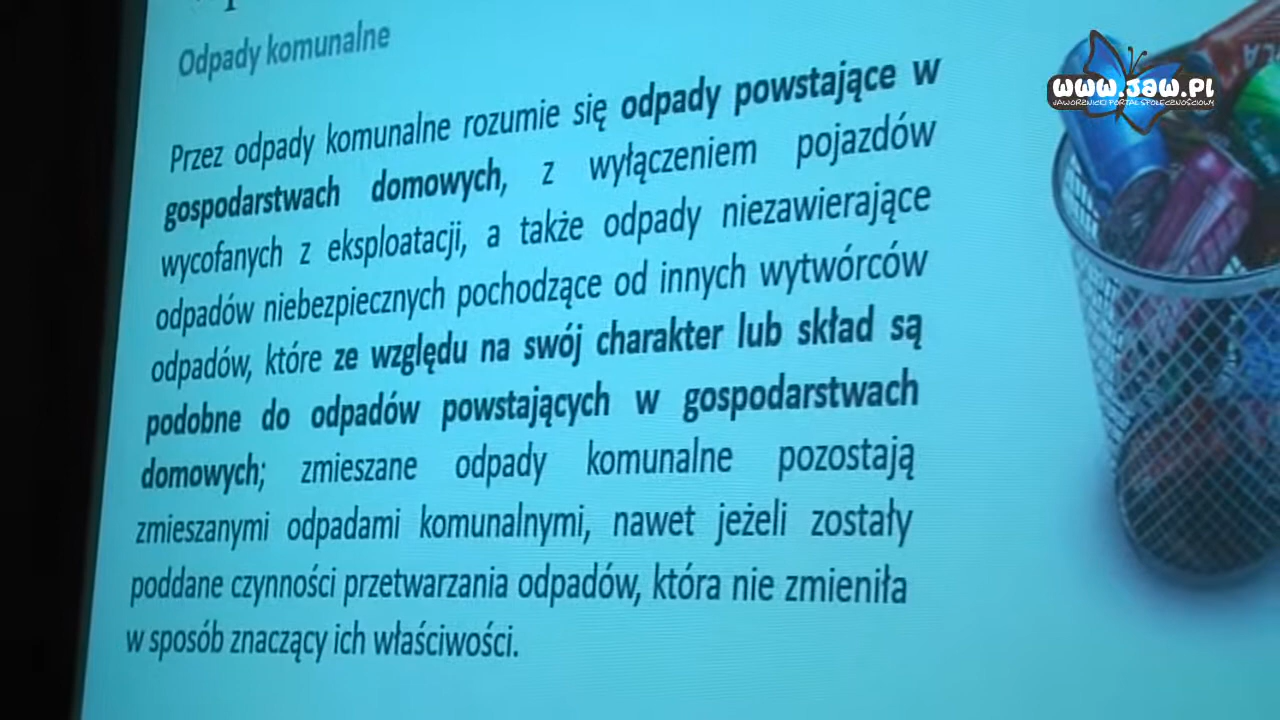 Odpady komunalne
www.jaw.pl
JAWORZNICKI PORTAL SPOŁECZNOŚCIOWY
Przez odpady komunalne rozumie się odpady powstające w
gospodarstwach domowych, z wyłączeniem pojazdów
wycofanych z eksploatacji, a także odpady niezawierające
odpadów niebezpiecznych pochodzące od innych wytwórców
odpadów, które ze względu na swój charakter lub skład są
podobne do odpadów powstających w gospodarstwach
domowych; zmieszane odpady komunalne pozostają
zmieszanymi odpadami komunalnymi, nawet jeżeli zostały
poddane czynności przetwarzania odpadów, która nie zmieniła
w sposób znaczący ich właściwości.